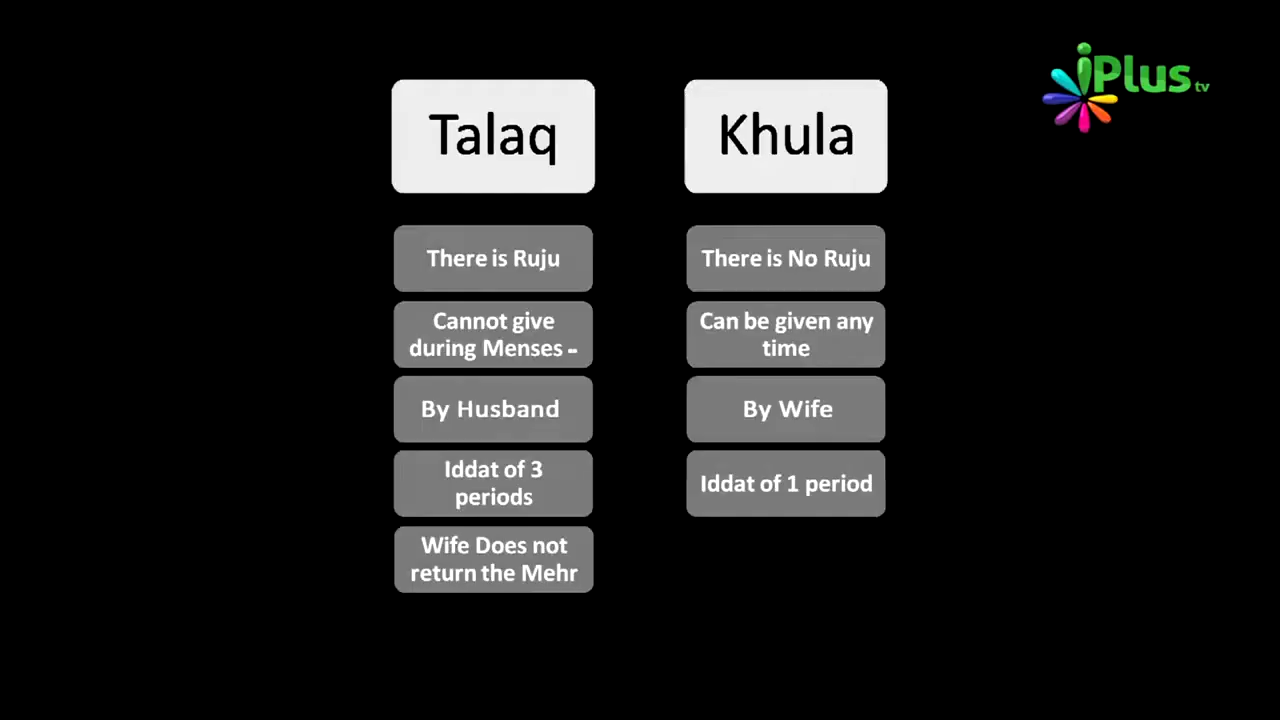 iPlus tv
Talaq
Khula
There is Ruju
There is No Ruju
Cannot give
during Menses –
Can be given any
time
By Husband
By Wife
Iddat of 3
periods
Iddat of 1 period
Wife Does not
return the Mehr